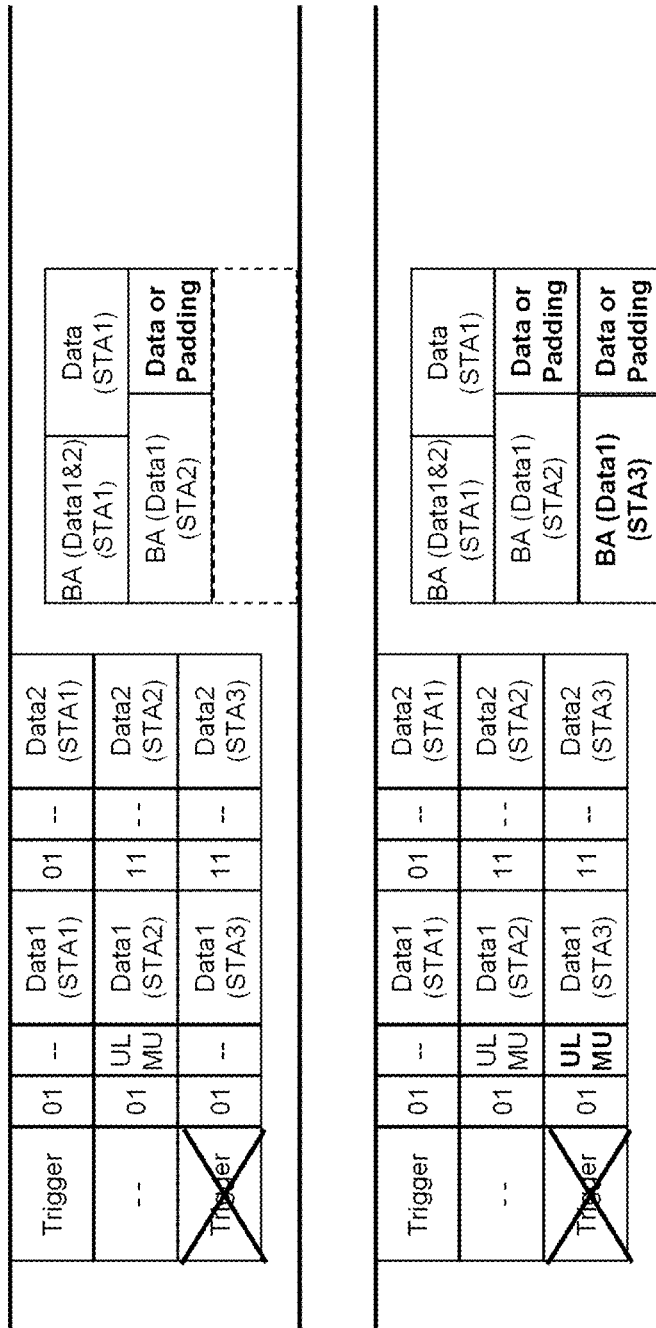 Trigger
01
--
Data1
(STA1)
01
--
Data2
(STA1)
BA (Data1&2)
(STA1)
Data
(STA1)
--
01
UL
MU
Data1
(STA2)
11
--
Data2
(STA2)
BA (Data1)
(STA2)
Data or
Padding
Trigger
01
--
Data1
(STA3)
11
--
Data2
(STA3)
Trigger
01
--
Data1
(STA1)
01
--
Data2
(STA1)
BA (Data1&2)
(STA1)
Data
(STA1)
--
01
UL
MU
Data1
(STA2)
11
--
Data2
(STA2)
BA (Data1)
(STA2)
Data or
Padding
Trigger
01
UL
MU
Data1
(STA3)
11
--
Data2
(STA3)
BA (Data1)
(STA3)
Data or
Padding